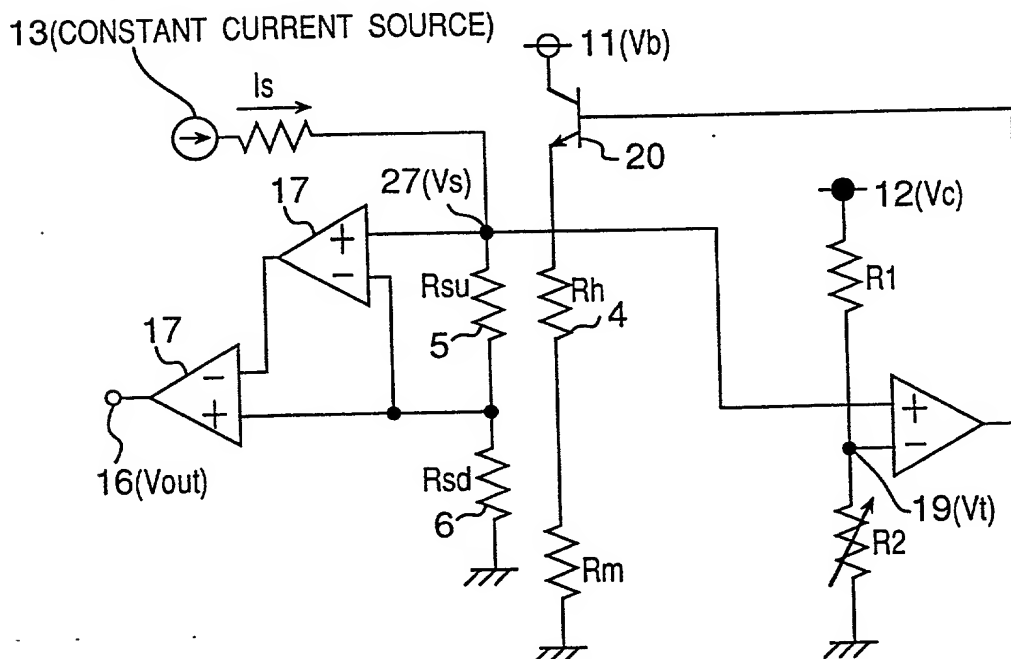 13(CONSTANT CURRENT SOURCE)
Is
11(Vb)
20
27(Vs)
12(Vc)
17
+
−
Rsu
5
Rh
4
R1
17
−
+
+
−
16(Vout)
Rsd
6
19(Vt)
R2
Rm